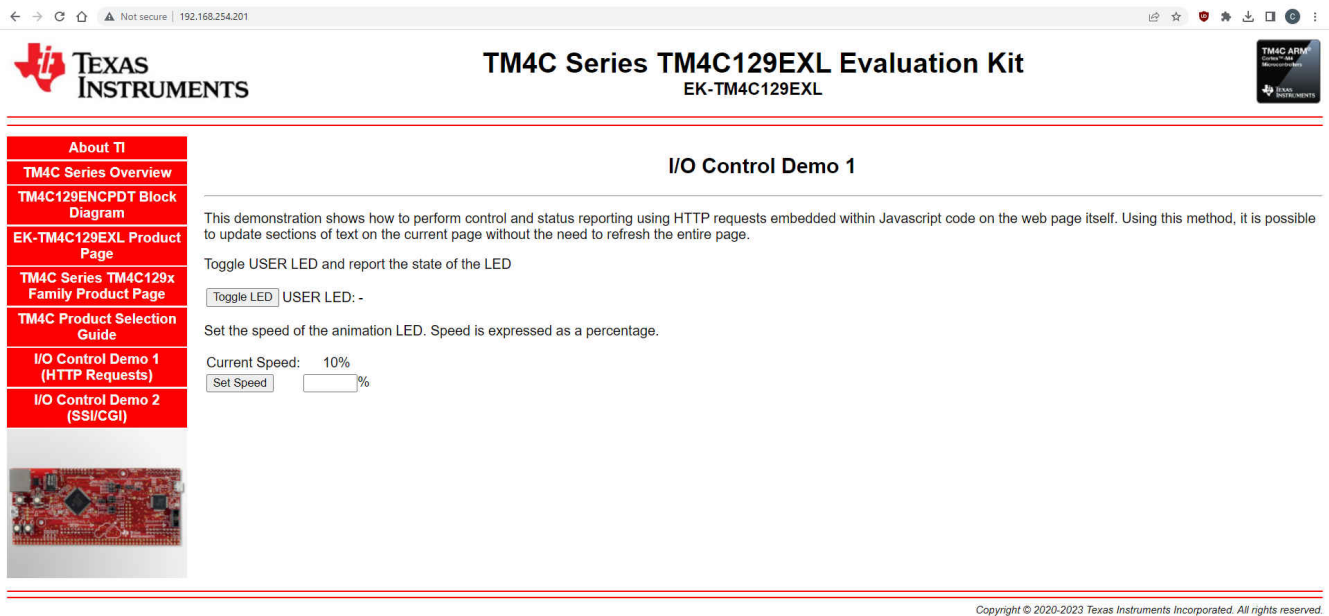 Not secure
192.168.254.201
C
TEXAS
INSTRUMENTS
TM4C Series TM4C129EXL Evaluation Kit
EK-TM4C129EXL
TM4C ARM®
Cortex™-M4
Microcontrollers
TEXAS
INSTRUMENTS
About TI
TM4C Series Overview
TM4C129ENCPDT Block
Diagram
EK-TM4C129EXL Product
Page
TM4C Series TM4C129x
Family Product Page
TM4C Product Selection
Guide
I/O Control Demo 1
(HTTP Requests)
I/O Control Demo 2
(SSI/CGI)
I/O Control Demo 1
This demonstration shows how to perform control and status reporting using HTTP requests embedded within Javascript code on the web page itself. Using this method, it is possible
to update sections of text on the current page without the need to refresh the entire page.
Toggle USER LED and report the state of the LED
Toggle LED USER LED: -
Set the speed of the animation LED. Speed is expressed as a percentage.
Current Speed: 10%
Set Speed %
Copyright © 2020-2023 Texas Instruments Incorporated. All rights reserved.